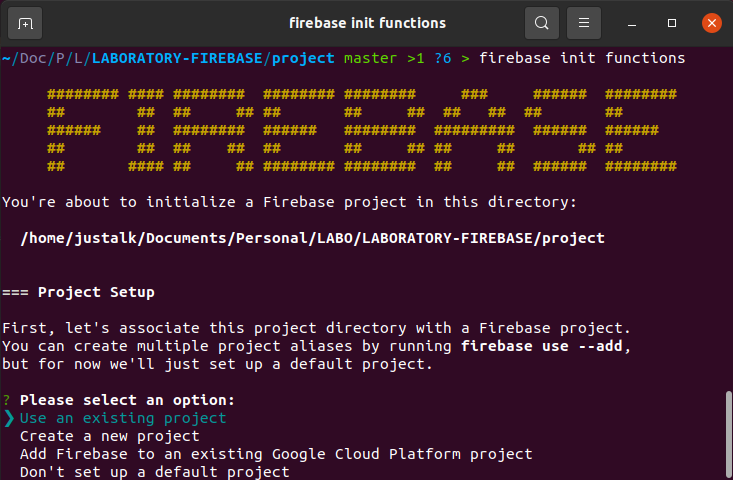 firebase init functions
~/Doc/P/L/LABORATORY-FIREBASE/project master >1 ?6 > firebase init functions
######## #### ########  ######## ########     ###     ######  ########
##        ##  ##     ## ##       ##     ##  ##   ##  ##       ##
######    ##  ########  ######   ########  #########  ######  ######
##        ##  ##    ##  ##       ##     ## ##     ##       ## ##
##       #### ##     ## ######## ########  ##     ##  ######  ########
You're about to initialize a Firebase project in this directory:
/home/justalk/Documents/Personal/LABO/LABORATORY-FIREBASE/project
=== Project Setup
First, let's associate this project directory with a Firebase project.
You can create multiple project aliases by running firebase use --add,
but for now we'll just set up a default project.
? Please select an option:
❯ Use an existing project
Create a new project
Add Firebase to an existing Google Cloud Platform project
Don't set up a default project